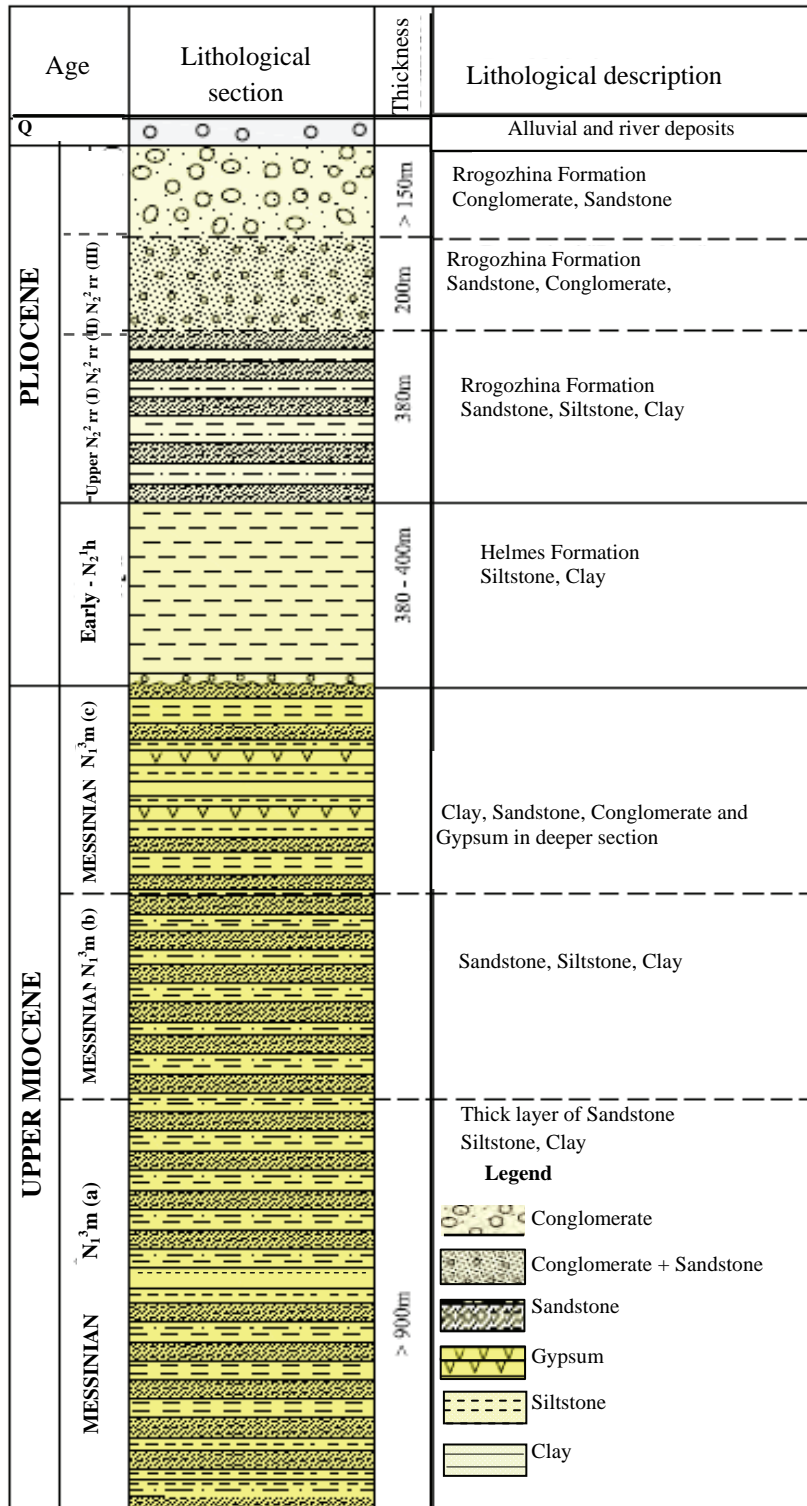 Age
Lithological
section
Thickness
Lithological description
Q
Alluvial and river deposits
PLIOCENE
Upper N₂² rr (I) N₂² rr (II) N₂² rr (III)
> 150m
Rrogozhina Formation
Conglomerate, Sandstone
200m
Rrogozhina Formation
Sandstone, Conglomerate,
380m
Rrogozhina Formation
Sandstone, Siltstone, Clay
Early - N₂¹h
380 - 400m
Helmes Formation
Siltstone, Clay
UPPER MIOCENE
MESSINIAN N₁³m (c)
Clay, Sandstone, Conglomerate and
Gypsum in deeper section
MESSINIAN N₁³m (b)
Sandstone, Siltstone, Clay
MESSINIAN N₁³m (a)
> 900m
Thick layer of Sandstone
Siltstone, Clay
Legend
Conglomerate
Conglomerate + Sandstone
Sandstone
Gypsum
Siltstone
Clay